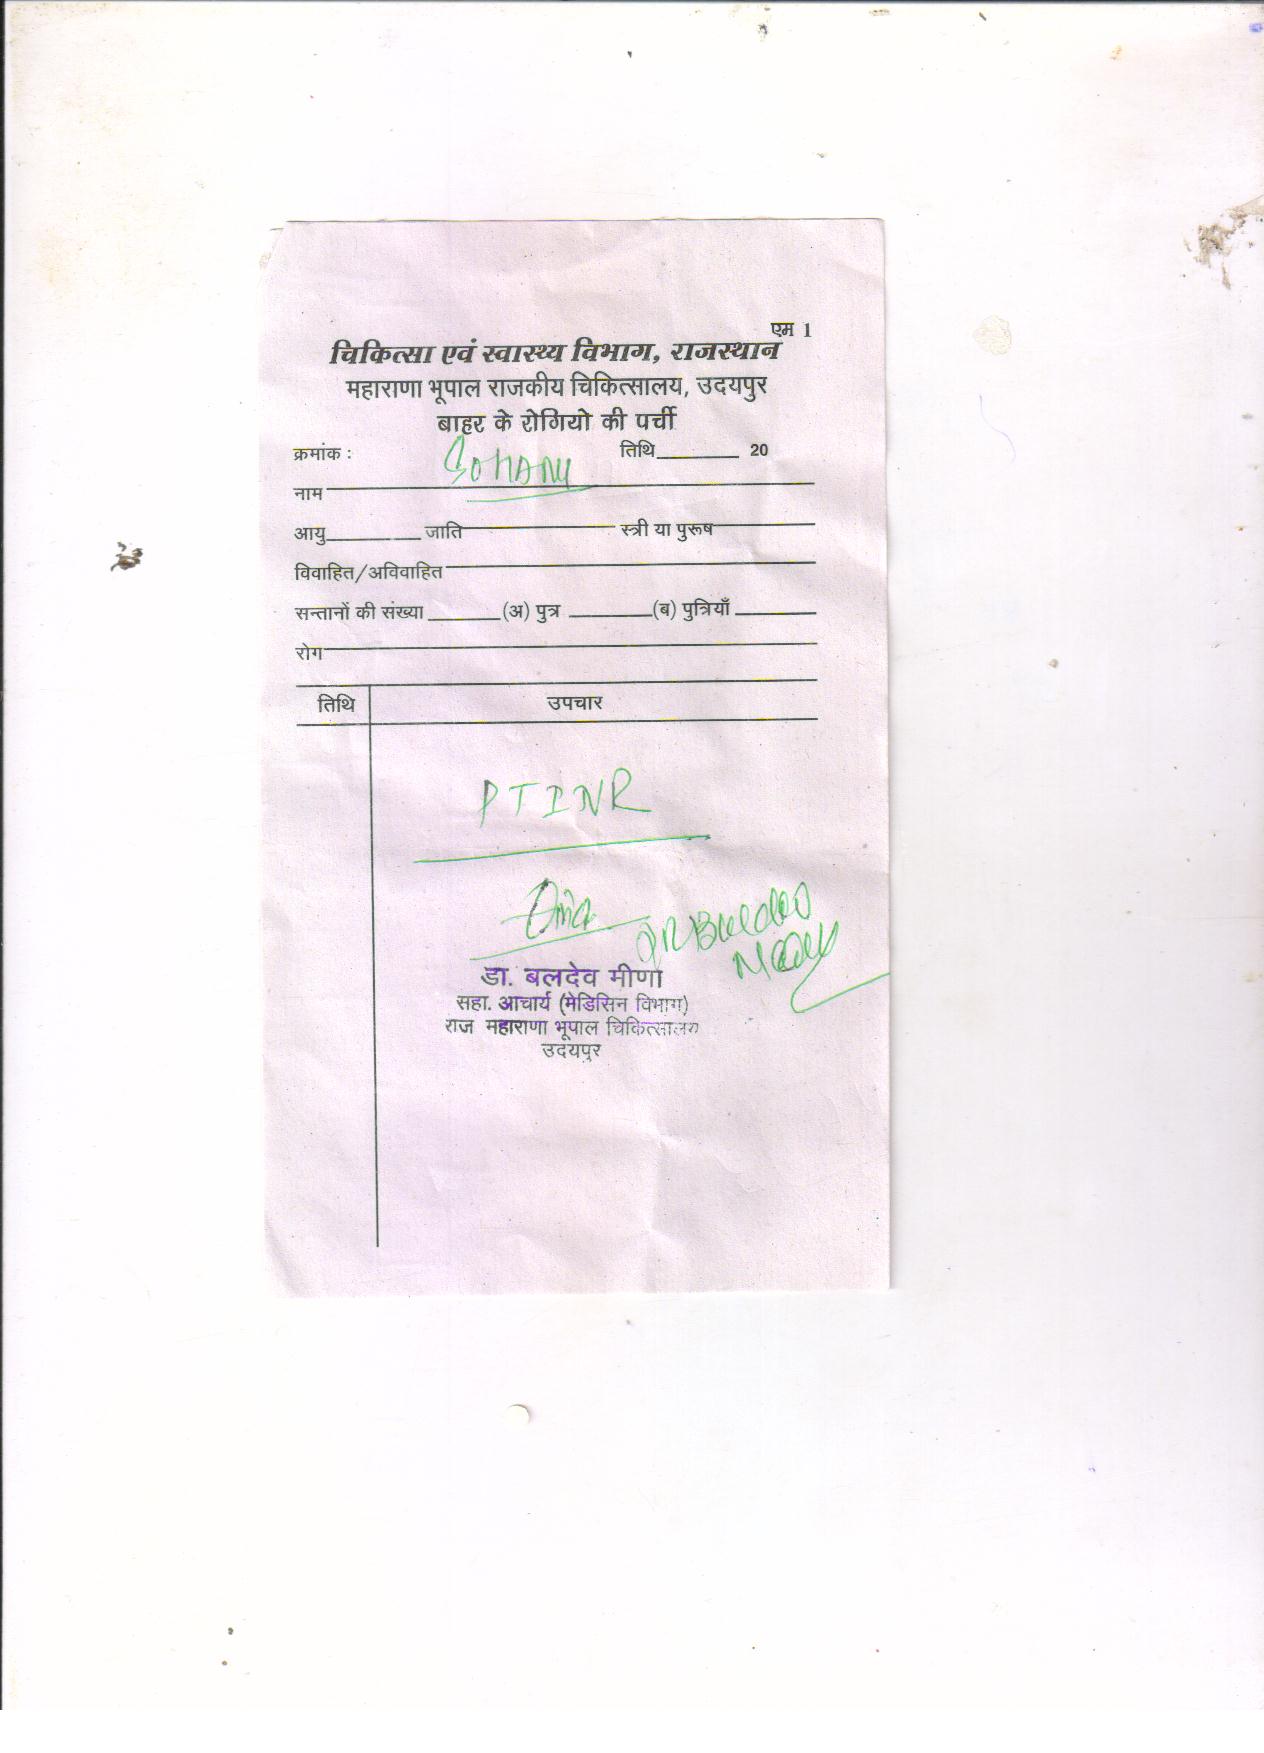 एम 1
चिकित्सा एवं स्वास्थ्य विभाग, राजस्थान
महाराणा भूपाल राजकीय चिकित्सालय, उदयपुर
बाहर के रोगियो की पर्ची
क्रमांक : तिथि 20
नाम
आयु जाति स्त्री या पुरूष
विवाहित/अविवाहित
सन्तानों की संख्या (अ) पुत्र (ब) पुत्रियाँ
रोग
तिथि उपचार
PTINR
डा. बलदेव मीणा
सहा. आचार्य (मेडिसिन विभाग)
राज महाराणा भूपाल चिकित्सालय
उदयपुर